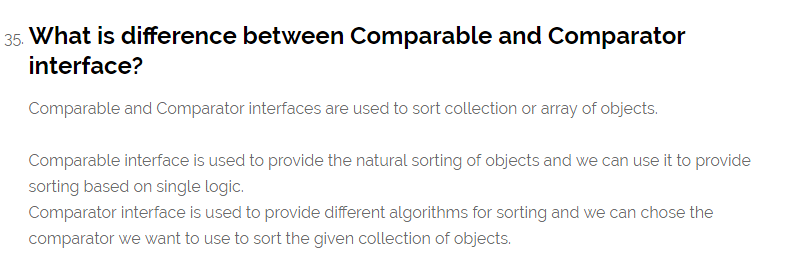 35. What is difference between Comparable and Comparator
interface?
Comparable and Comparator interfaces are used to sort collection or array of objects.
Comparable interface is used to provide the natural sorting of objects and we can use it to provide
sorting based on single logic.
Comparator interface is used to provide different algorithms for sorting and we can chose the
comparator we want to use to sort the given collection of objects.